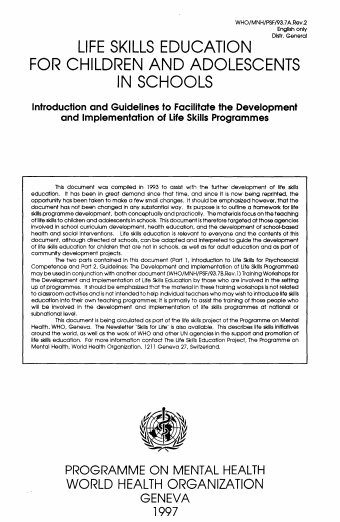 WHO/MNH/PSF/93.7A.Rev.2
English only
Distr. General
LIFE SKILLS EDUCATION
FOR CHILDREN AND ADOLESCENTS
IN SCHOOLS
Introduction and Guidelines to Facilitate the Development
and Implementation of Life Skills Programmes
This document was compiled in 1993 to assist with the further development of life skills
education. It has been in great demand since that time, and since it is now being reprinted, the
opportunity has been taken to make a few small changes. It should be emphasized however, that the
document has not been changed in any substantial way. Its purpose is to outline a framework for life
skills programme development, both conceptually and practically. The materials focus on the teaching
of life skills to children and adolescents in schools. This document is therefore targeted at those agencies
involved in school curriculum development, health education, and the development of school-based
health and social interventions. Life skills education is relevant to everyone and the contents of this
document, although directed at schools, can be adapted and interpreted to guide the development
of life skills education for children that are not in schools, as well as for adult education and as part of
community development projects.
The two parts contained in this document (Part 1, Introduction to Life Skills for Psychosocial
Competence and Part 2, Guidelines: The Development and Implementation of Life Skills Programmes)
may be used in conjunction with another document (WHO/MNH/PSF/93.7B.Rev.1) Training Workshops for
the Development and Implementation of Life Skills Education by those who are involved in the setting
up of programmes. It should be emphasized that the material in these training workshops is not related
to classroom activities and is not intended to help individual teachers who may wish to introduce life skills
education into their own teaching programmes; it is primarily to assist the training of those people who
will be involved in the development and implementation of life skills programmes at national or
subnational level.
This document is being circulated as part of the life skills project of the Programme on Mental
Health, WHO, Geneva. The Newsletter 'Skills for Life' is also available. This describes life skills initiatives
around the world, as well as the work of WHO and other UN agencies in the support and promotion of
life skills education. For more information contact The Life Skills Education Project, The Programme on
Mental Health, World Health Organization, 1211 Geneva 27, Switzerland.
PROGRAMME ON MENTAL HEALTH
WORLD HEALTH ORGANIZATION
GENEVA
1997